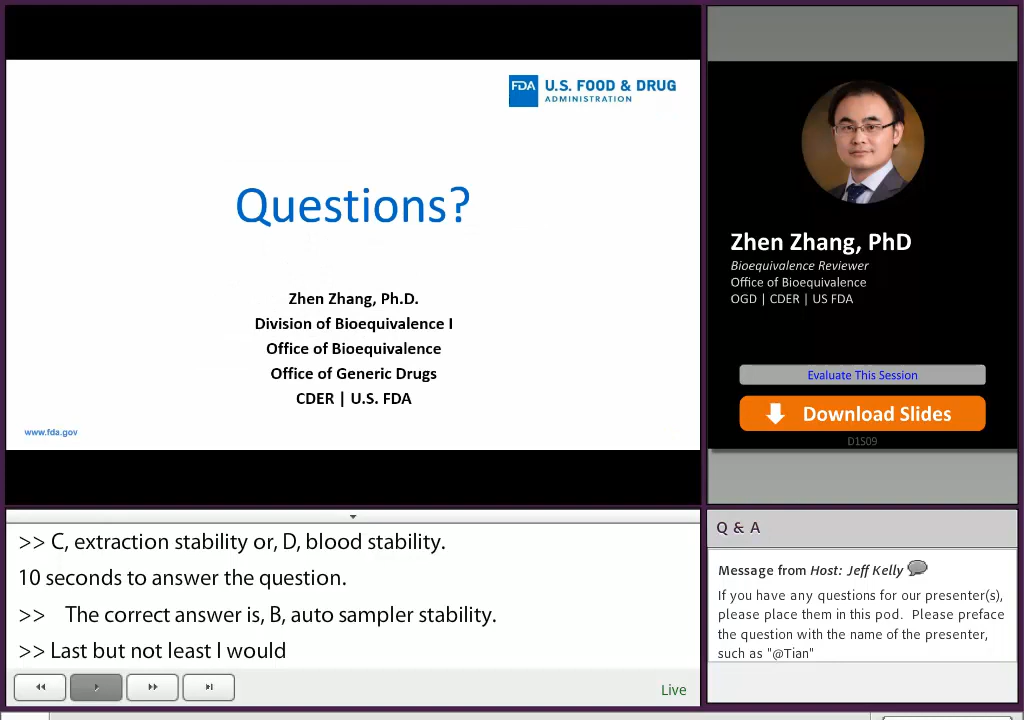 FDA U.S. FOOD & DRUG
ADMINISTRATION
Questions?
Zhen Zhang, Ph.D.
Division of Bioequivalence I
Office of Bioequivalence
Office of Generic Drugs
CDER | U.S. FDA
www.fda.gov
Zhen Zhang, PhD
Bioequivalence Reviewer
Office of Bioequivalence
OGD | CDER | US FDA
Evaluate This Session
Download Slides
D1S09
>> C, extraction stability or, D, blood stability.
10 seconds to answer the question.
>> The correct answer is, B, auto sampler stability.
>> Last but not least I would
Live
Q & A
Message from Host: Jeff Kelly
If you have any questions for our presenter(s),
please place them in this pod. Please preface
the question with the name of the presenter,
such as "@Tian"